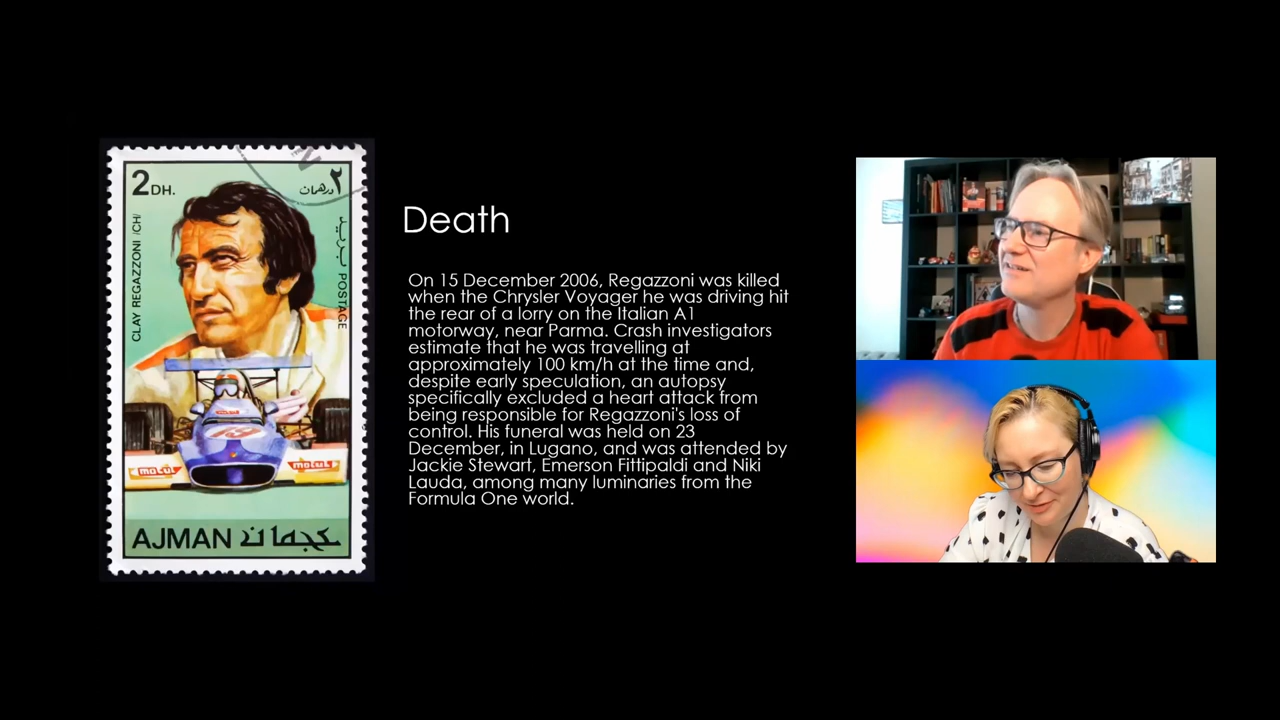 2 DH.
٢ درهمان
CLAY REGAZZONI /CH/
بريد POSTAGE
motul
motul
AJMAN عجمان
Death
On 15 December 2006, Regazzoni was killed
when the Chrysler Voyager he was driving hit
the rear of a lorry on the Italian A1
motorway, near Parma. Crash investigators
estimate that he was travelling at
approximately 100 km/h at the time and,
despite early speculation, an autopsy
specifically excluded a heart attack from
being responsible for Regazzoni's loss of
control. His funeral was held on 23
December, in Lugano, and was attended by
Jackie Stewart, Emerson Fittipaldi and Niki
Lauda, among many luminaries from the
Formula One world.